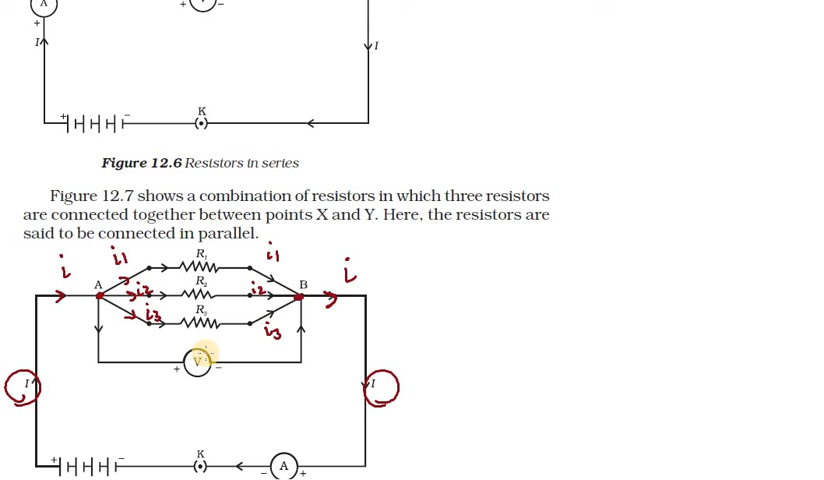 A
+
+ −
I
I
K
+ −
Figure 12.6 Resistors in series
Figure 12.7 shows a combination of resistors in which three resistors
are connected together between points X and Y. Here, the resistors are
said to be connected in parallel.
i i1 R1 i1 i
A i2 R2 i2 B
i3 R3 i3
+ V −
I I
+ − K − A +